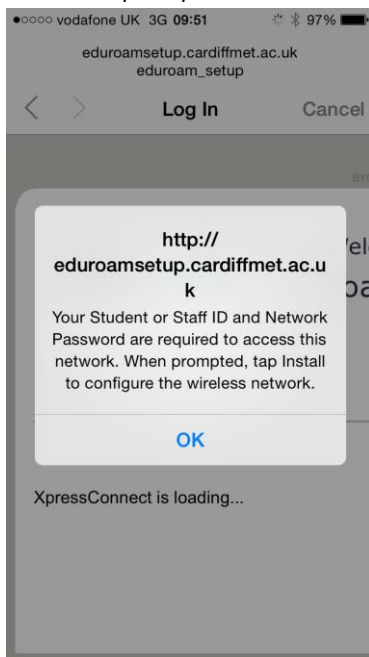 vodafone UK 3G 09:51 97%
eduroamsetup.cardiffmet.ac.uk
eduroam_setup
Log In Cancel
http://
eduroamsetup.cardiffmet.ac.u
k
Your Student or Staff ID and Network
Password are required to access this
network. When prompted, tap Install
to configure the wireless network.
OK
XpressConnect is loading...